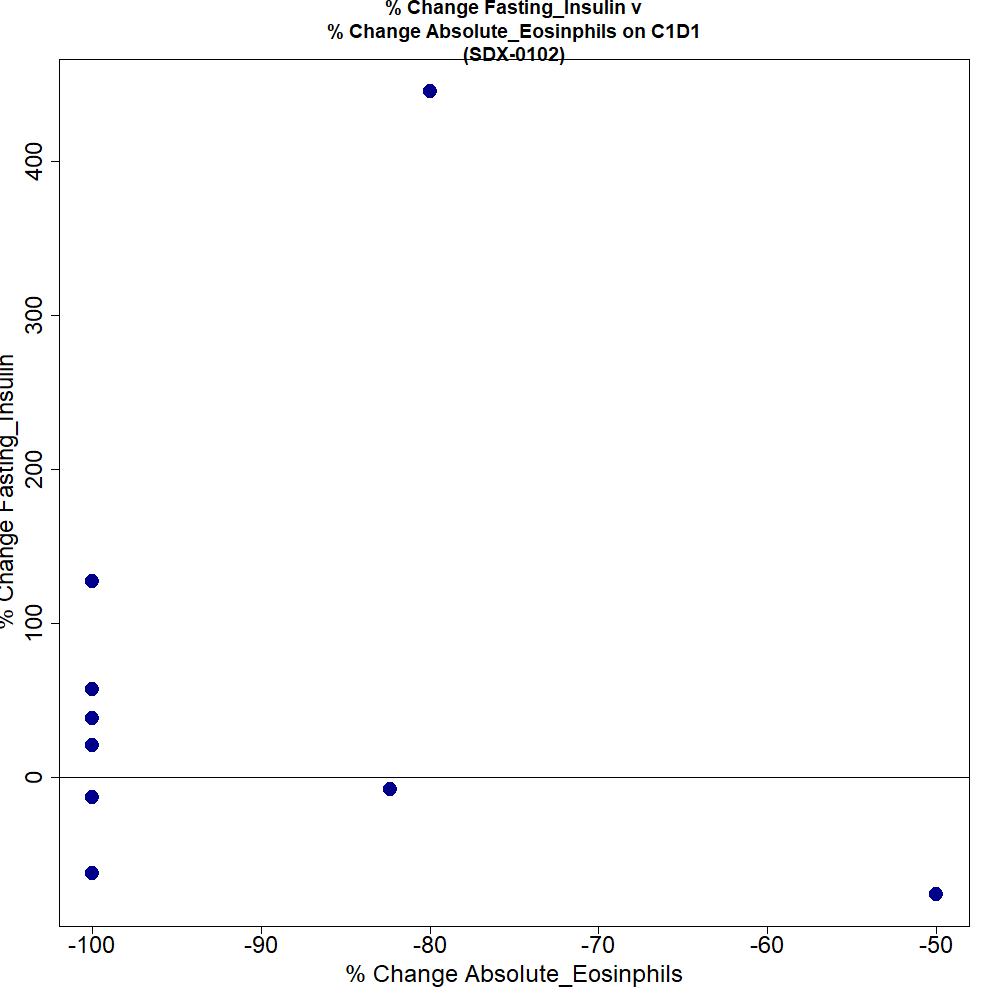 % Change Fasting_Insulin v
% Change Absolute_Eosinphils on C1D1
(SDX-0102)
% Change Fasting_Insulin
400
300
200
100
0
-100 -90 -80 -70 -60 -50
% Change Absolute_Eosinphils